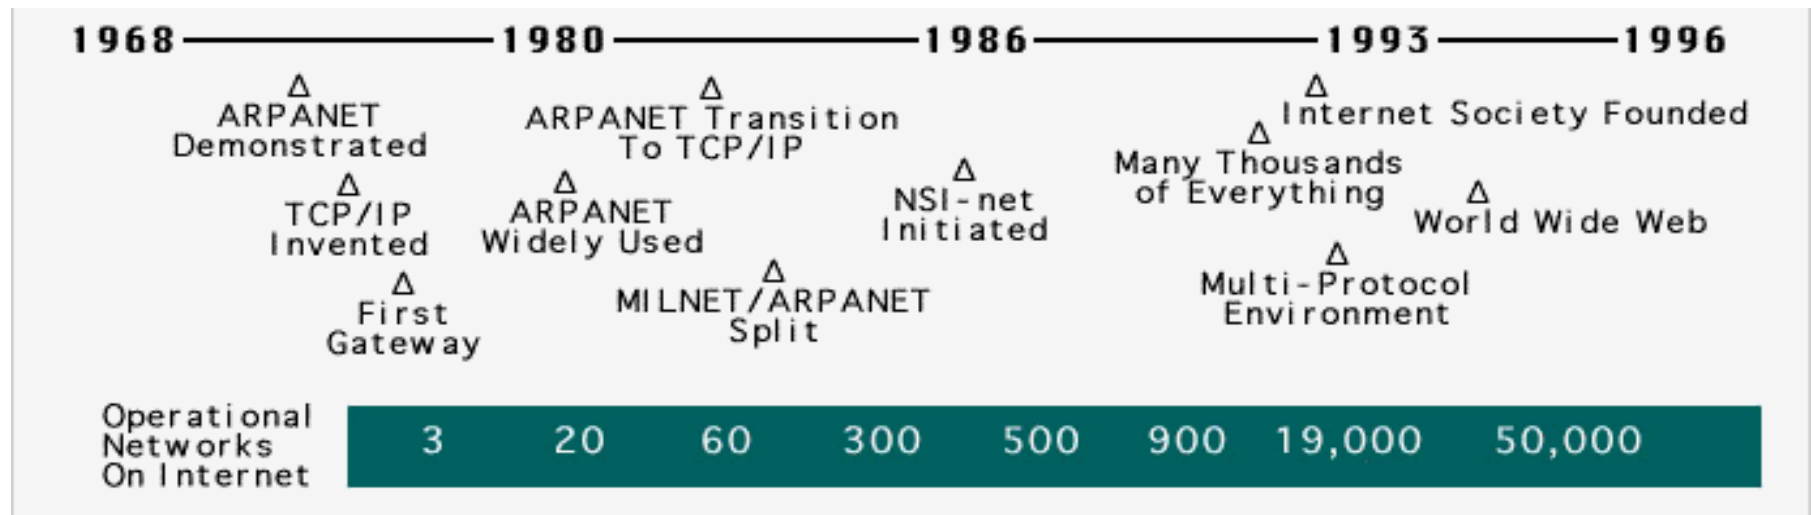 1968 1980 1986 1993 1996
ARPANET
Demonstrated
TCP/IP
Invented
First
Gateway
ARPANET Transition
To TCP/IP
ARPANET
Widely Used
MILNET/ARPANET
Split
NSI-net
Initiated
Internet Society Founded
Many Thousands
of Everything
World Wide Web
Multi-Protocol
Environment
Operational
Networks
On Internet
3 20 60 300 500 900 19,000 50,000